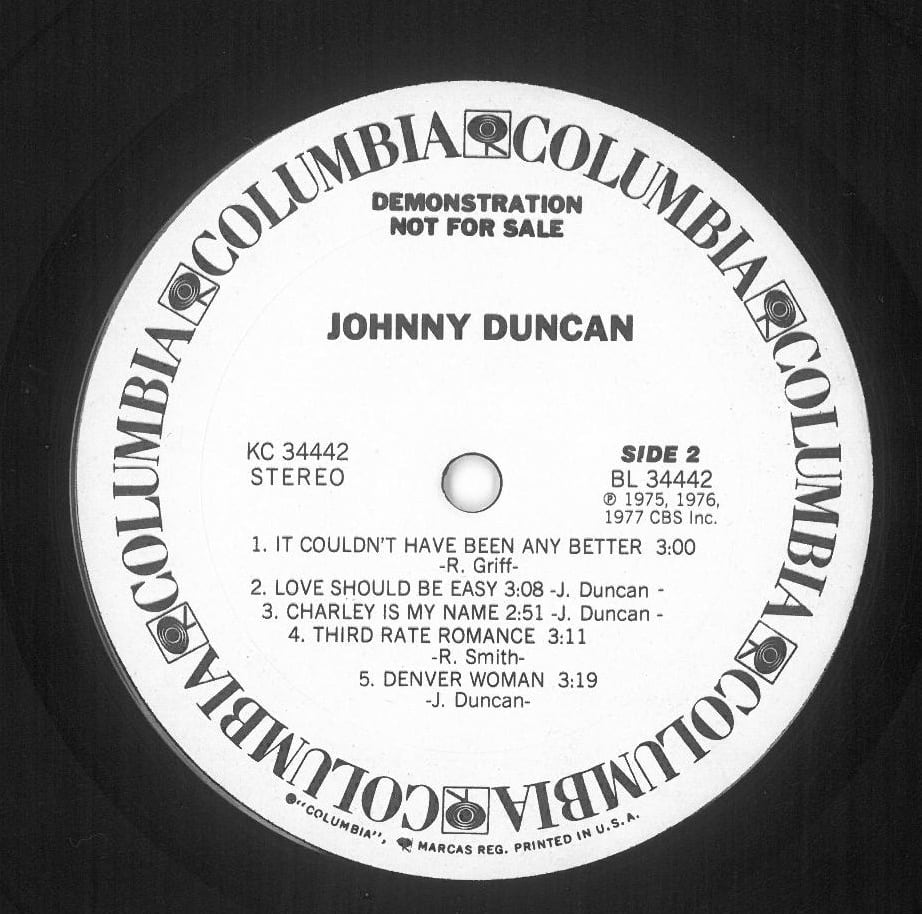 COLUMBIA COLUMBIA COLUMBIA COLUMBIA COLUMBIA COLUMBIA COLUMBIA COLUMBIA
DEMONSTRATION
NOT FOR SALE
JOHNNY DUNCAN
KC 34442
STEREO
SIDE 2
BL 34442
℗ 1975, 1976,
1977 CBS Inc.
1. IT COULDN'T HAVE BEEN ANY BETTER 3:00
-R. Griff-
2. LOVE SHOULD BE EASY 3:08 -J. Duncan -
3. CHARLEY IS MY NAME 2:51 -J. Duncan -
4. THIRD RATE ROMANCE 3:11
-R. Smith-
5. DENVER WOMAN 3:19
-J. Duncan-
"COLUMBIA", MARCAS REG. PRINTED IN U.S.A.